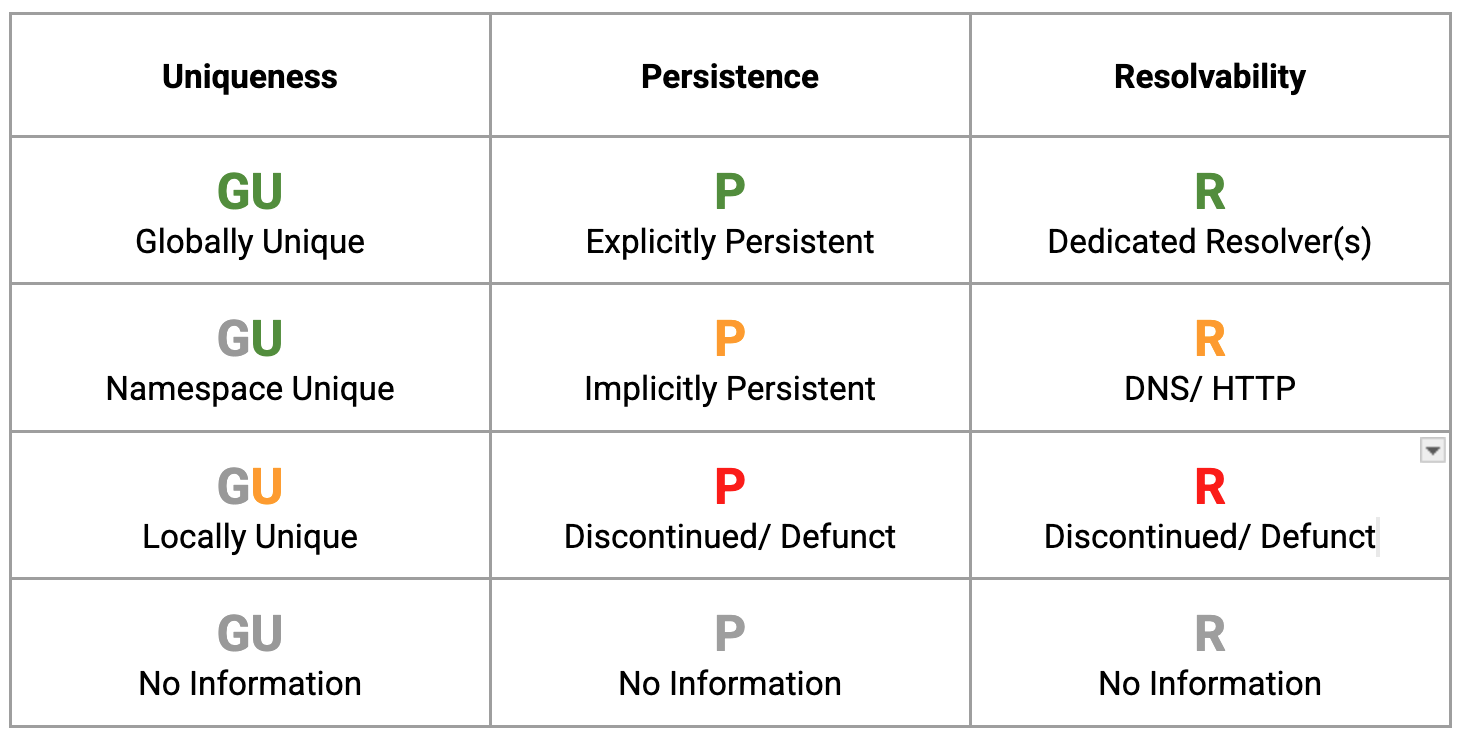 Uniqueness Persistence Resolvability
GU P R
Globally Unique Explicitly Persistent Dedicated Resolver(s)
GU P R
Namespace Unique Implicitly Persistent DNS/ HTTP
GU P R
Locally Unique Discontinued/ Defunct Discontinued/ Defunct
GU P R
No Information No Information No Information